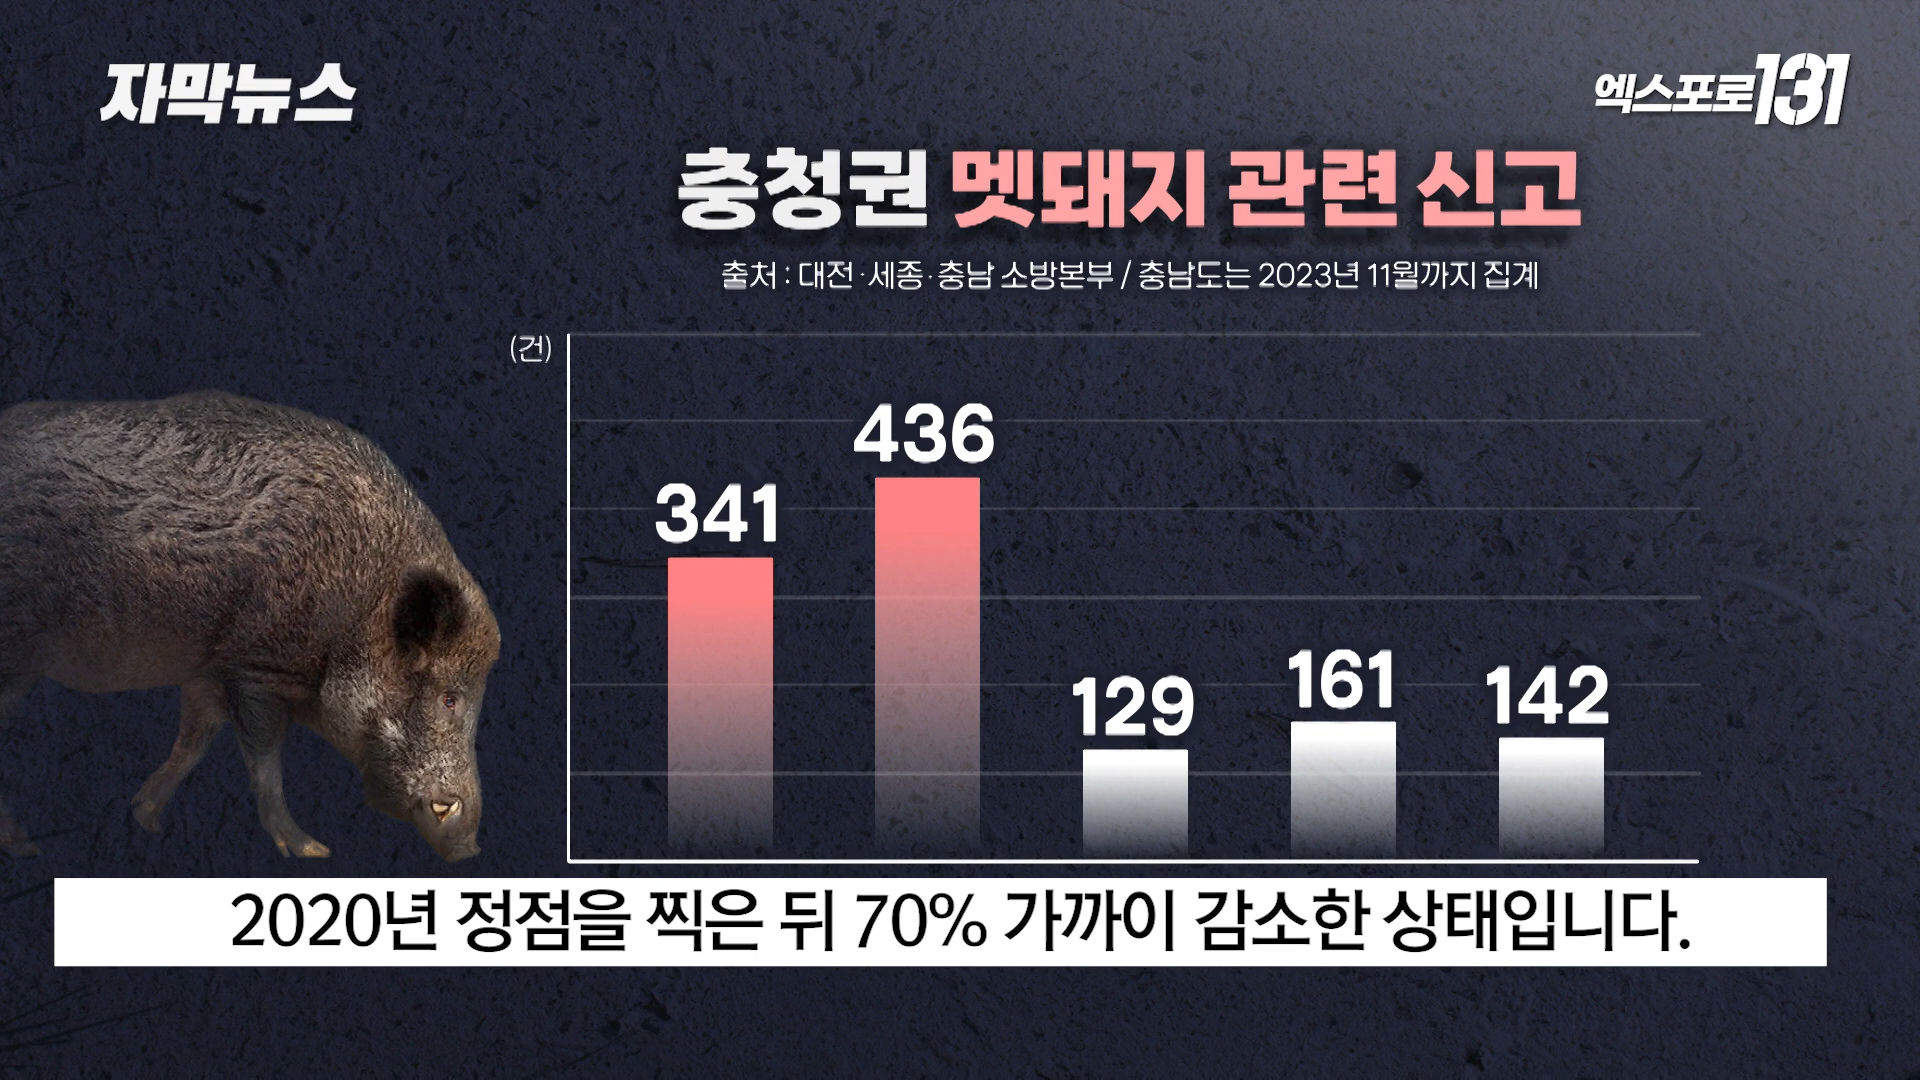 자막뉴스
엑스포로131
충청권 멧돼지 관련 신고
출처 : 대전·세종·충남 소방본부 / 충남도는 2023년 11월까지 집계
(건)
341
436
129
161
142
2020년 정점을 찍은 뒤 70% 가까이 감소한 상태입니다.